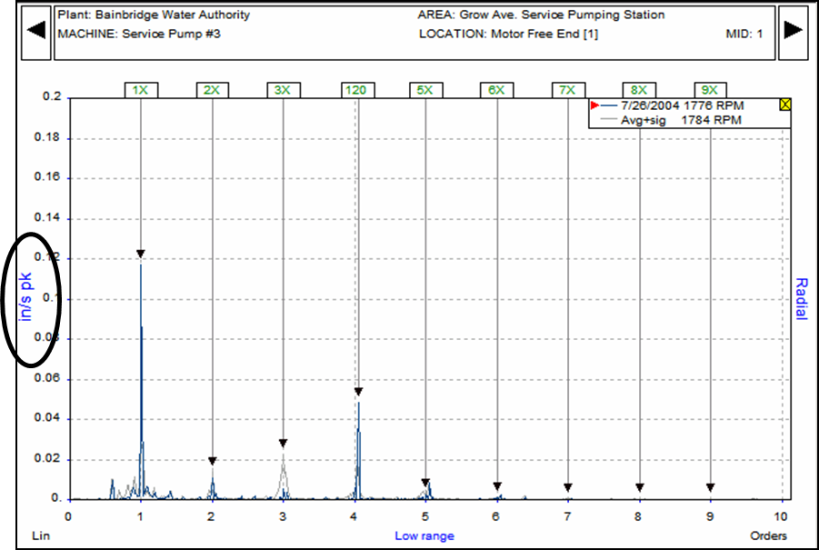 Plant: Bainbridge Water Authority AREA: Grow Ave. Service Pumping Station
MACHINE: Service Pump #3 LOCATION: Motor Free End [1] MID: 1
1X 2X 3X 120 5X 6X 7X 8X 9X
7/26/2004 1776 RPM
Avg+sig 1784 RPM
0.2
0.18
0.16
0.14
0.12
0.1
0.08
0.06
0.04
0.02
0.
in/s pk
Radial
0 1 2 3 4 5 6 7 8 9 10
Lin Low range Orders